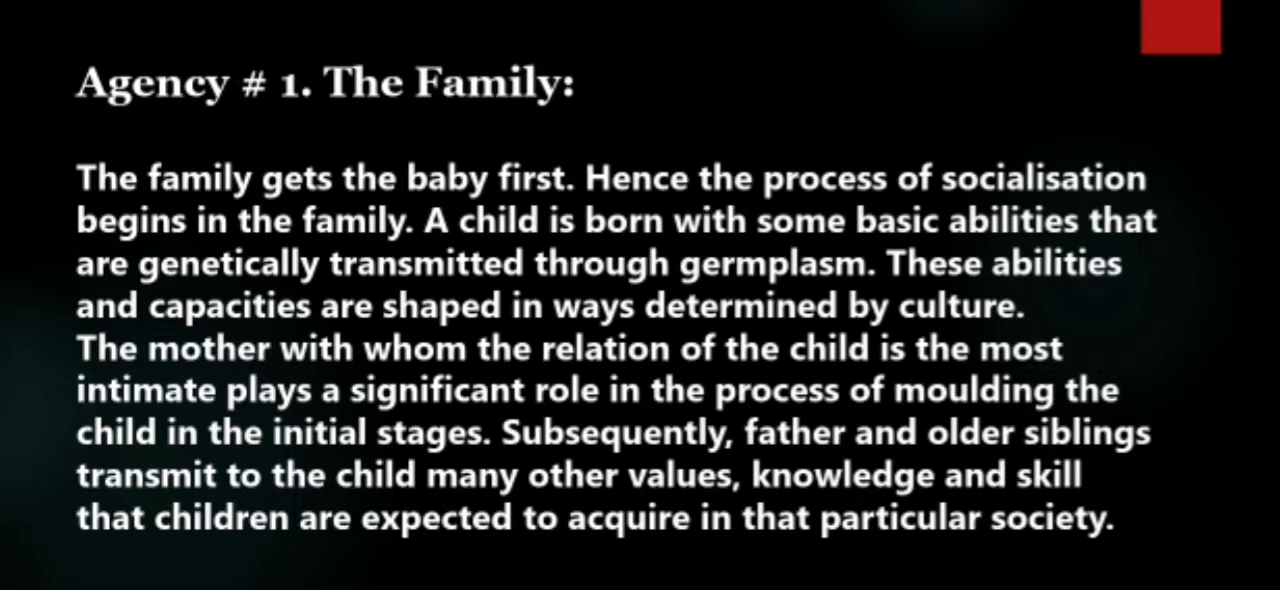 Agency # 1. The Family:
The family gets the baby first. Hence the process of socialisation
begins in the family. A child is born with some basic abilities that
are genetically transmitted through germplasm. These abilities
and capacities are shaped in ways determined by culture.
The mother with whom the relation of the child is the most
intimate plays a significant role in the process of moulding the
child in the initial stages. Subsequently, father and older siblings
transmit to the child many other values, knowledge and skill
that children are expected to acquire in that particular society.